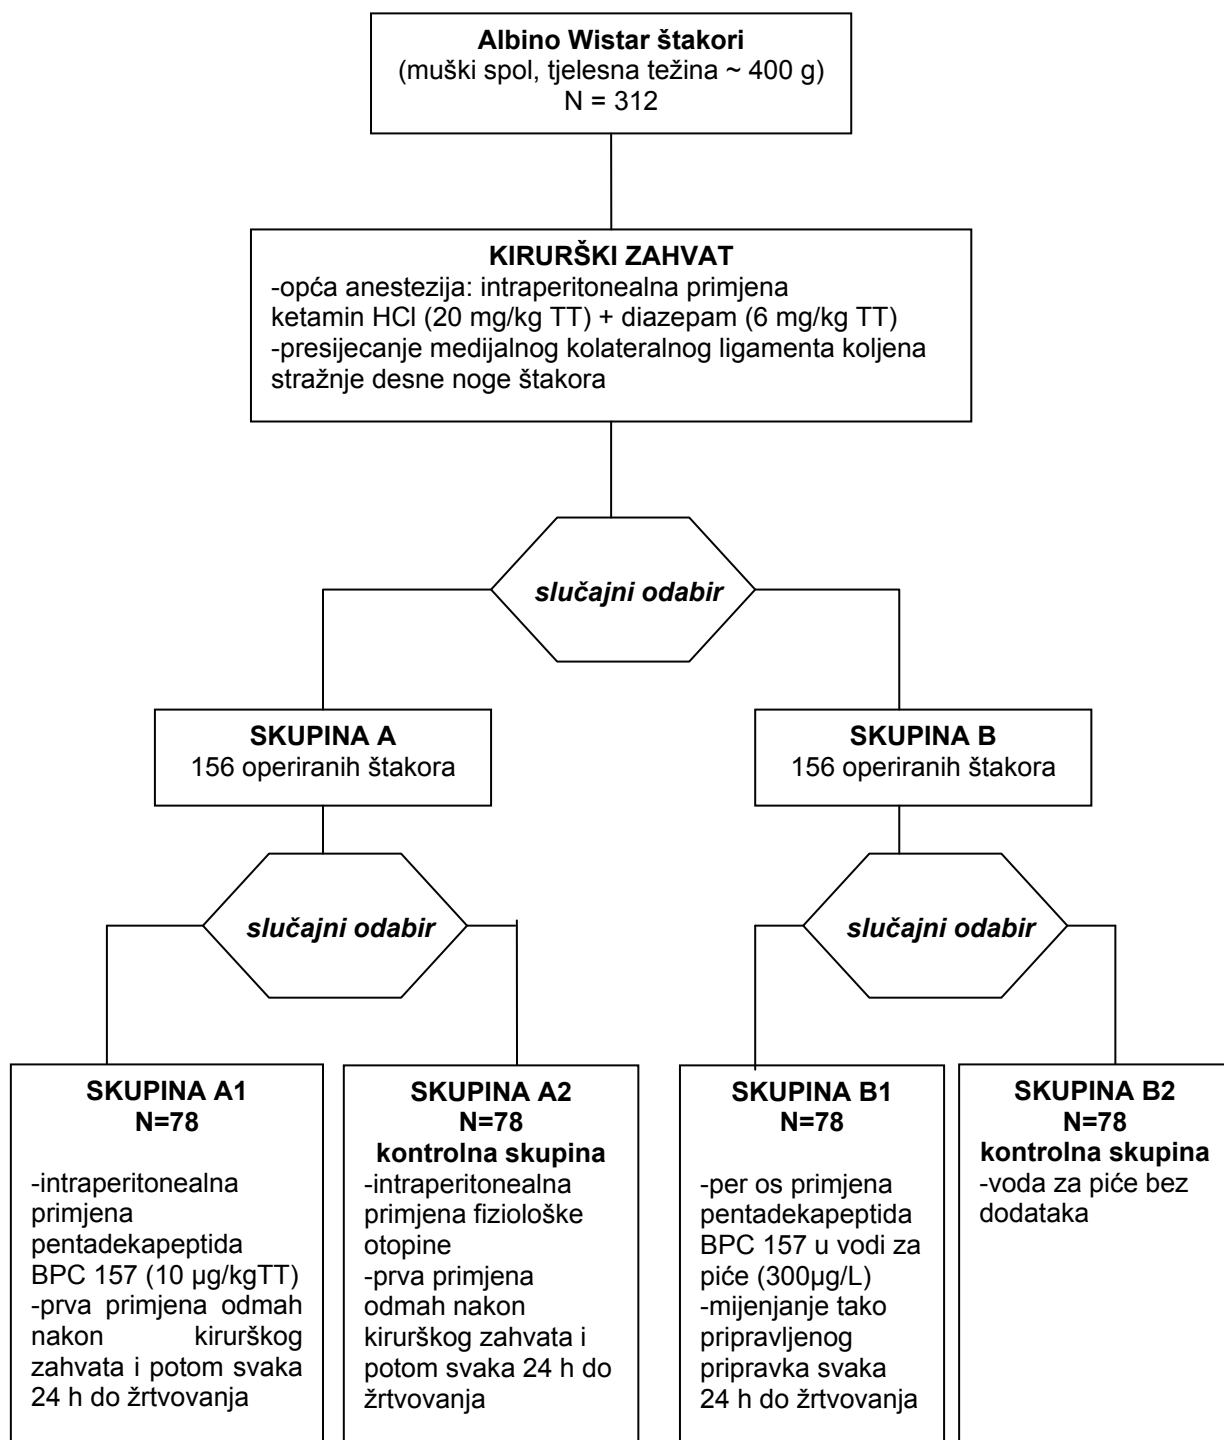 Albino Wistar štakori
(muški spol, tjelesna težina ~ 400 g)
N = 312
KIRURŠKI ZAHVAT
-opća anestezija: intraperitonealna primjena
ketamin HCl (20 mg/kg TT) + diazepam (6 mg/kg TT)
-presijecanje medijalnog kolateralnog ligamenta koljena
stražnje desne noge štakora
slučajni odabir
SKUPINA A
156 operiranih štakora
SKUPINA B
156 operiranih štakora
slučajni odabir
slučajni odabir
SKUPINA A1
N=78
-intraperitonealna
primjena
pentadekapeptida
BPC 157 (10 µg/kgTT)
-prva primjena odmah
nakon kirurškog
zahvata i potom svaka
24 h do žrtvovanja
SKUPINA A2
N=78
kontrolna skupina
-intraperitonealna
primjena fiziološke
otopine
-prva primjena
odmah nakon
kirurškog zahvata i
potom svaka 24 h do
žrtvovanja
SKUPINA B1
N=78
-per os primjena
pentadekapeptida
BPC 157 u vodi za
piće (300µg/L)
-mijenjanje tako
pripravljenog
pripravka svaka
24 h do žrtvovanja
SKUPINA B2
N=78
kontrolna skupina
-voda za piće bez
dodataka